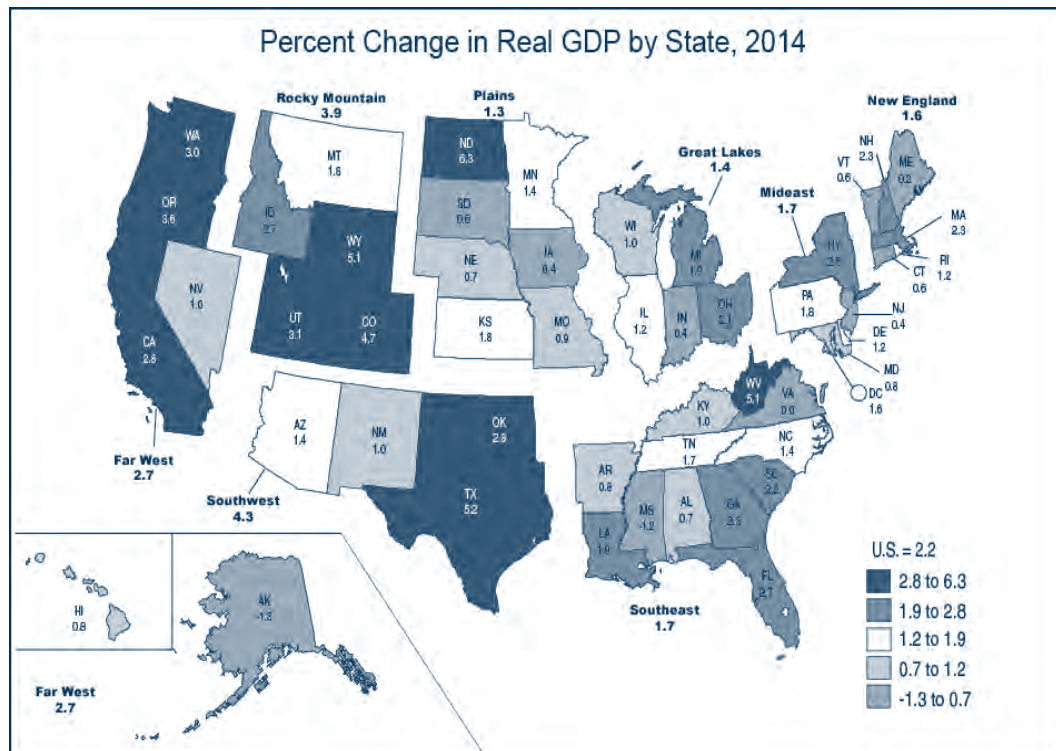 Percent Change in Real GDP by State, 2014
Rocky Mountain
3.9
Plains
1.3
New England
1.6
Great Lakes
1.4
Mideast
1.7
Far West
2.7
Southwest
4.3
Southeast
1.7
Far West
2.7
WA
3.0
OR
3.6
CA
2.8
NV
1.0
ID
2.7
MT
WY
5.1
UT
3.1
CO
4.7
AZ
1.4
NM
1.0
ND
6.3
SD
0.6
NE
0.7
KS
1.8
OK
2.8
TX
5.2
MN
1.4
IA
0.4
MO
0.9
AR
0.8
LA
WI
1.0
IL
1.2
MI
IN
0.4
OH
2.1
KY
1.0
TN
1.7
MS
-1.2
AL
0.7
GA
FL
2.7
SC
2.2
NC
1.4
VA
0.0
WV
5.1
PA
1.8
NY
VT
0.6
NH
2.3
ME
0.2
MA
2.3
RI
1.2
CT
0.6
NJ
0.4
DE
1.2
MD
0.8
DC
1.6
HI
0.8
AK
-1.3
U.S. = 2.2
2.8 to 6.3
1.9 to 2.8
1.2 to 1.9
0.7 to 1.2
-1.3 to 0.7